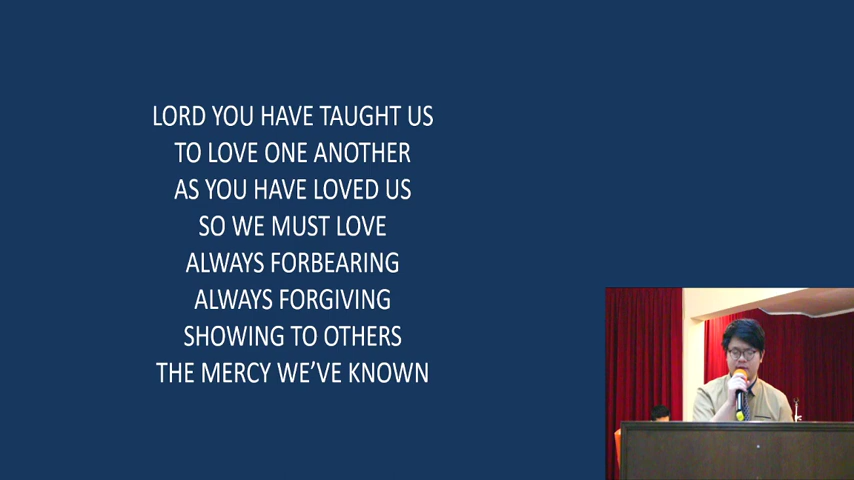 LORD YOU HAVE TAUGHT US
TO LOVE ONE ANOTHER
AS YOU HAVE LOVED US
SO WE MUST LOVE
ALWAYS FORBEARING
ALWAYS FORGIVING
SHOWING TO OTHERS
THE MERCY WE’VE KNOWN